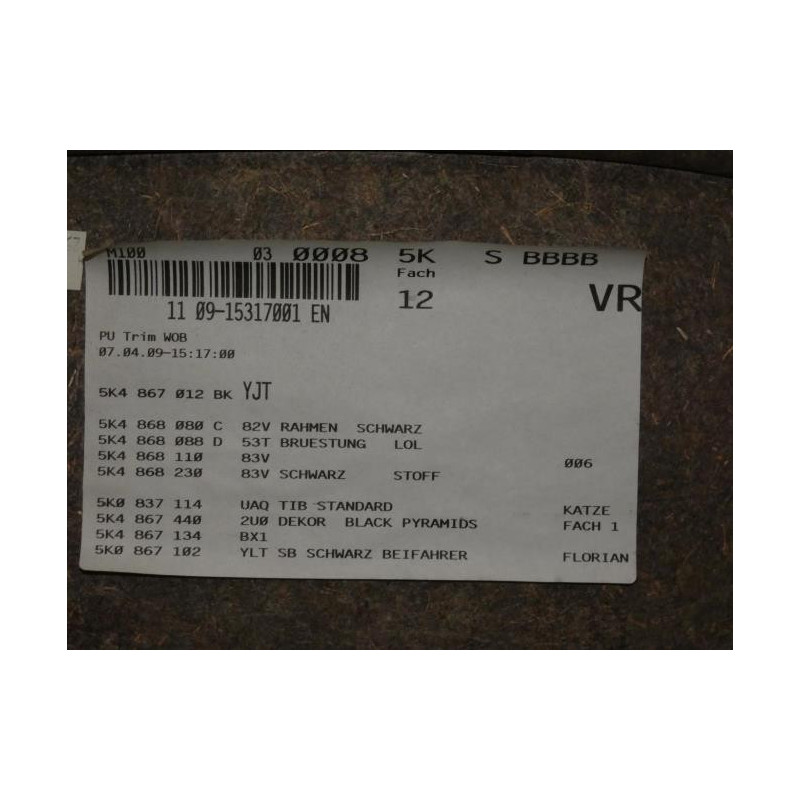 M100 03 0008 5K S BBBB
Fach
12 VR
11 09-15317001 EN
PU Trim WOB
07.04.09-15:17:00
5K4 867 012 BK YJT
5K4 868 080 C 82V RAHMEN SCHWARZ
5K4 868 088 D 53T BRUESTUNG LOL
5K4 868 110 83V
006
5K4 868 230 83V SCHWARZ STOFF
5K0 837 114 UAQ TIB STANDARD KATZE
5K4 867 440 2U0 DEKOR BLACK PYRAMIDS FACH 1
5K4 867 134 BX1
5K0 867 102 YLT SB SCHWARZ BEIFAHRER FLORIAN